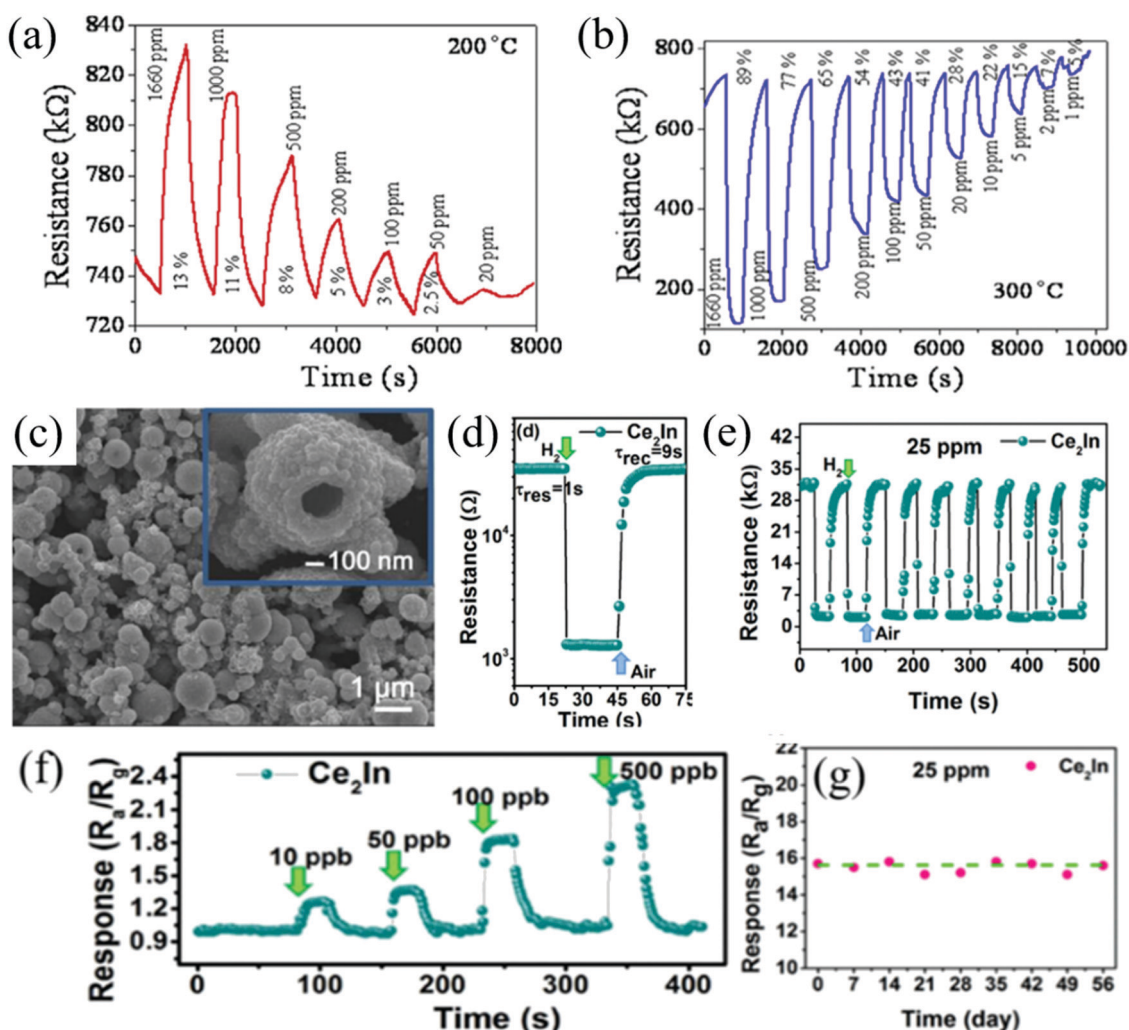 (a)
200 °C
1660 ppm
1000 ppm
500 ppm
200 ppm
100 ppm
50 ppm
20 ppm
13 %
11 %
8 %
5 %
3 %
2.5 %
840
820
800
780
760
740
720
Resistance (kΩ)
0 2000 4000 6000 8000
Time (s)
(b)
89 %
77 %
65 %
54 %
43 %
41 %
28 %
22 %
15 %
7 %
5 %
1660 ppm
1000 ppm
500 ppm
200 ppm
100 ppm
50 ppm
20 ppm
10 ppm
5 ppm
2 ppm
1 ppm
300 °C
800
600
400
200
Resistance (kΩ)
0 2000 4000 6000 8000 10000
Time (s)
(c)
100 nm
1 µm
(d)
(d)
Ce2In
H2
τrec=9s
τres=1s
Air
10⁴
10³
Resistance (Ω)
0 15 30 45 60 75
Time (s)
(e)
25 ppm
Ce2In
H2
Air
42
35
28
21
14
7
0
Resistance (kΩ)
0 100 200 300 400 500
Time (s)
(f)
Ce2In
10 ppb
50 ppb
100 ppb
500 ppb
2.4
2.1
1.8
1.5
1.2
0.9
Response (Ra/Rg)
0 100 200 300 400
Time (s)
(g)
25 ppm
Ce2In
22
20
18
16
14
12
10
Response (Ra/Rg)
0 7 14 21 28 35 42 49 56
Time (day)